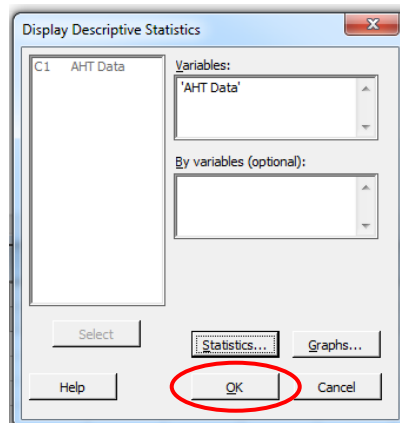 Display Descriptive Statistics
C1 AHT Data
Variables:
'AHT Data'
By variables (optional):
Select
Statistics...
Graphs...
Help
OK
Cancel